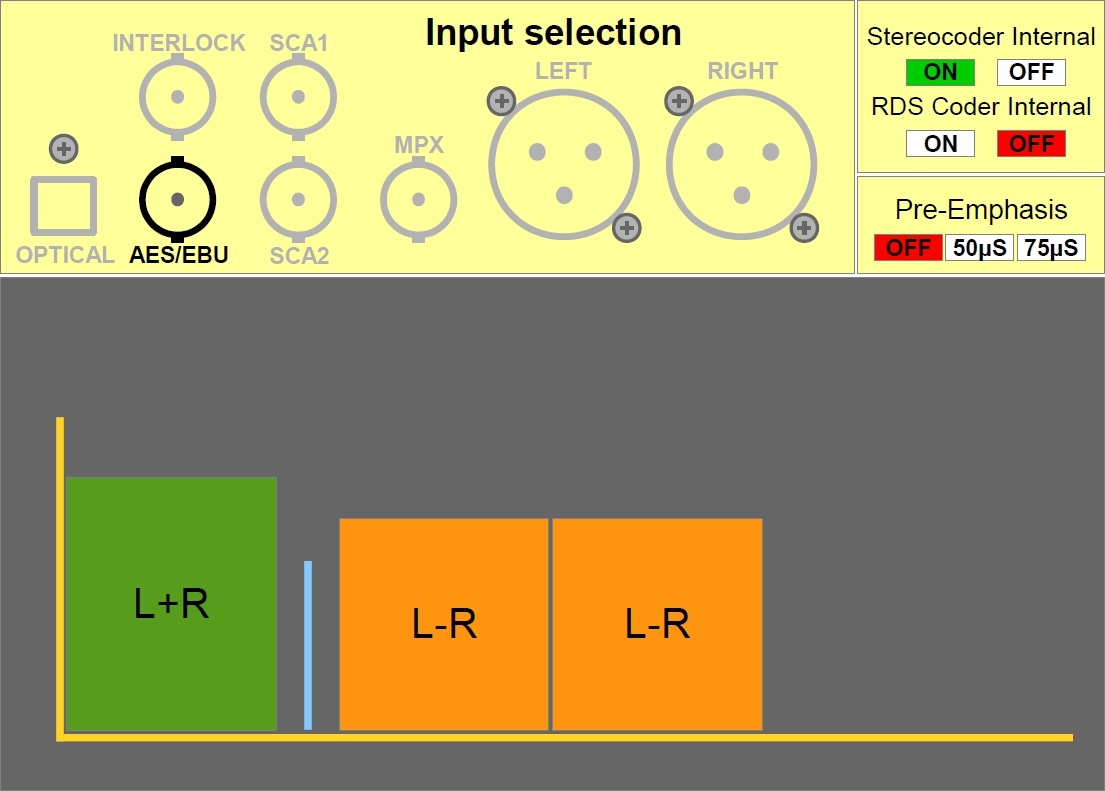 Input selection
INTERLOCK
SCA1
LEFT
RIGHT
MPX
OPTICAL
AES/EBU
SCA2
Stereocoder Internal
ON OFF
RDS Coder Internal
ON OFF
Pre-Emphasis
OFF 50µS 75µS
L+R
L-R
L-R